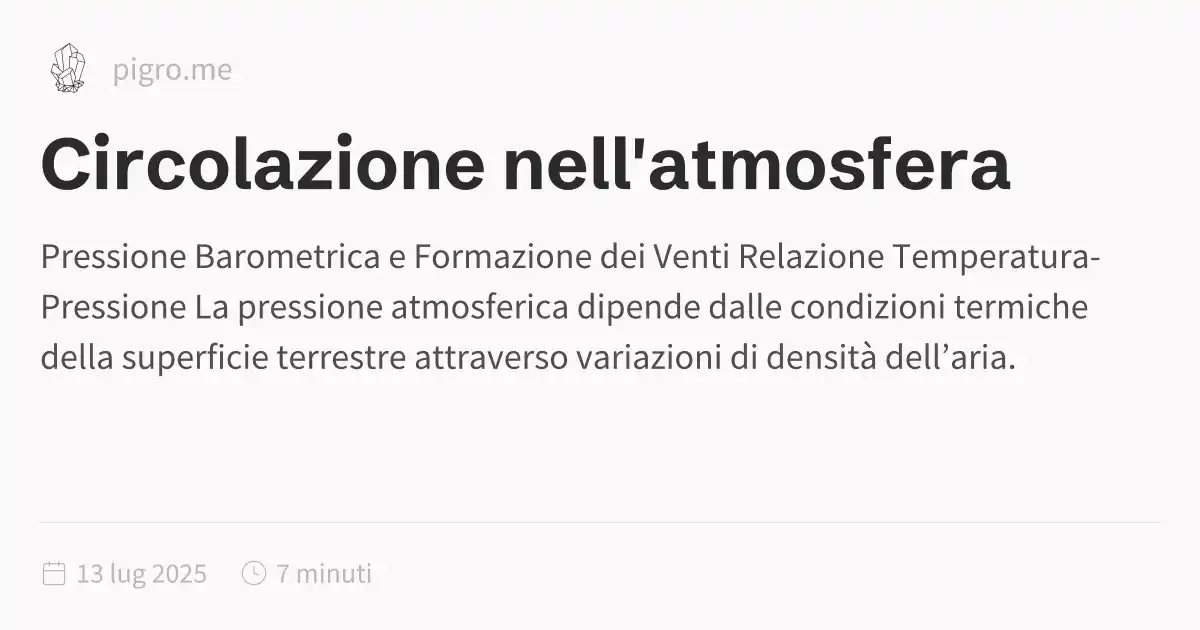 pigro.me
Circolazione nell'atmosfera
Pressione Barometrica e Formazione dei Venti Relazione Temperatura-
Pressione La pressione atmosferica dipende dalle condizioni termiche
della superficie terrestre attraverso variazioni di densità dell’aria.
13 lug 2025 7 minuti